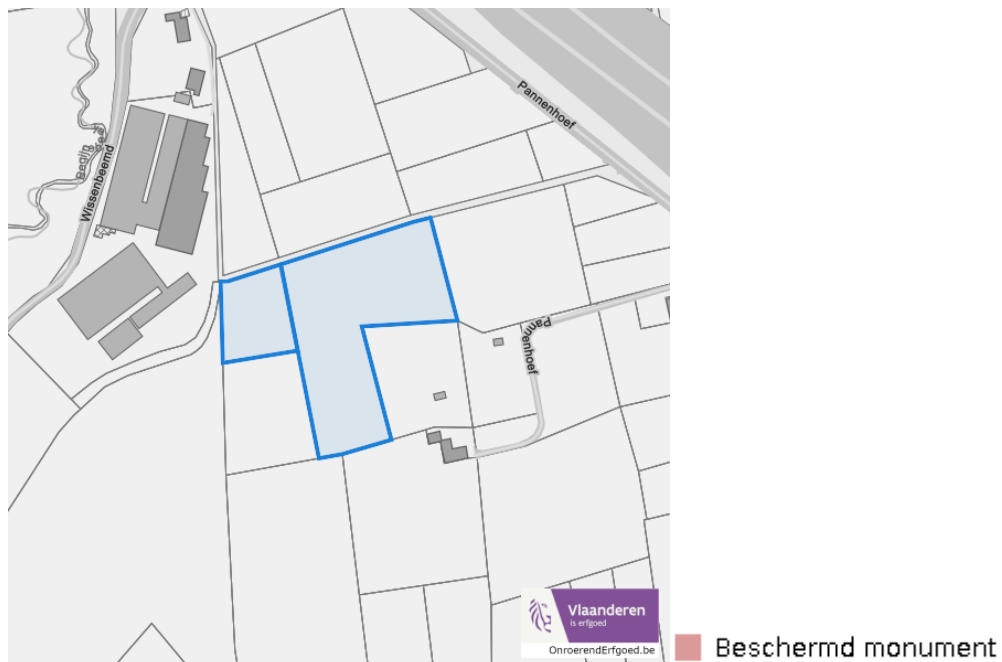 Pannenhoef
Wissenbeemd
Pannenhoef
Vlaanderen
is erfgoed
OnroerendErfgoed.be
Beschermd monument